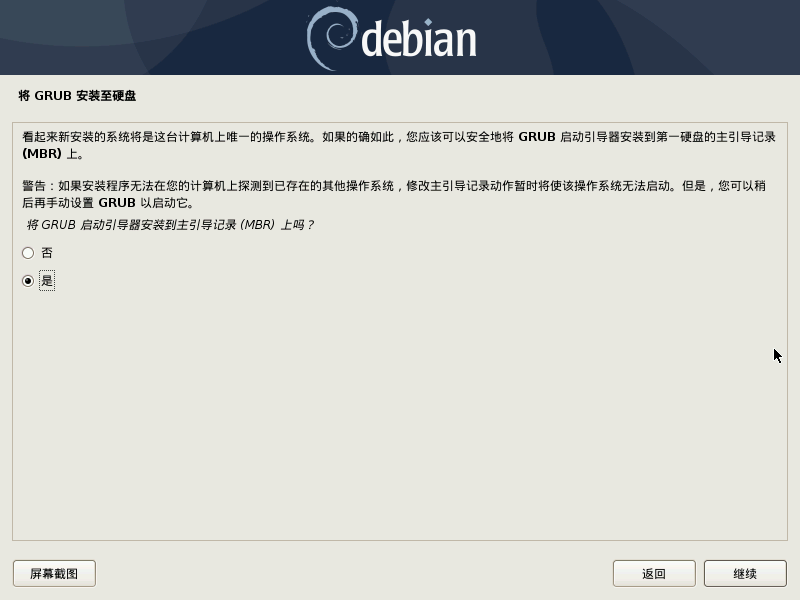 debian
将 GRUB 安装至硬盘
看起来新安装的系统将是这台计算机上唯一的操作系统。如果的确如此，您应该可以安全地将 GRUB 启动引导器安装到第一硬盘的主引导记录
(MBR) 上。
警告：如果安装程序无法在您的计算机上探测到已存在的其他操作系统，修改主引导记录动作暂时将使该操作系统无法启动。但是，您可以稍
后再手动设置 GRUB 以启动它。
将 GRUB 启动引导器安装到主引导记录 (MBR) 上吗？
否
是
屏幕截图
返回
继续